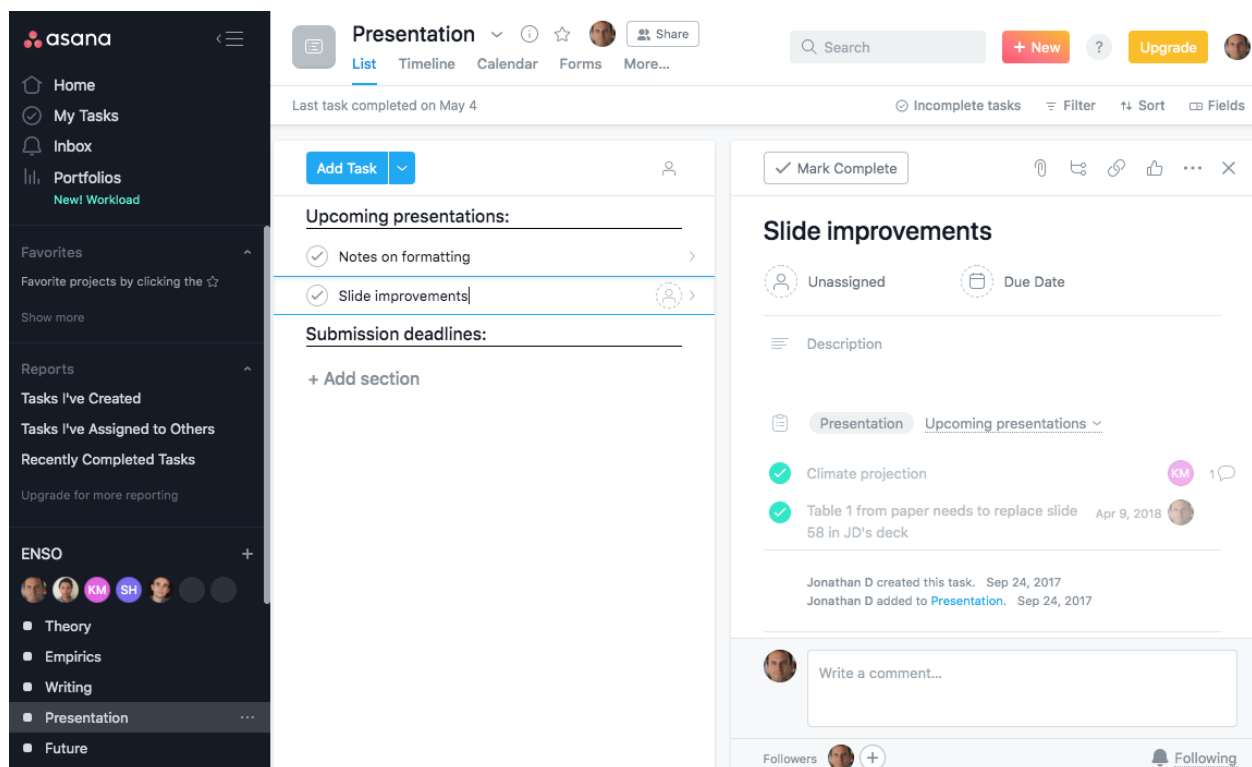 asana
Home
My Tasks
Inbox
Portfolios
New! Workload
Favorites
Favorite projects by clicking the
Show more
Reports
Tasks I've Created
Tasks I've Assigned to Others
Recently Completed Tasks
Upgrade for more reporting
ENSO
KM SH
Theory
Empirics
Writing
Presentation
Future
Presentation
Share
List Timeline Calendar Forms More...
Search
+ New
?
Upgrade
Last task completed on May 4
Incomplete tasks Filter Sort Fields
Add Task
Upcoming presentations:
Notes on formatting
Slide improvements
Submission deadlines:
+ Add section
Mark Complete
Slide improvements
Unassigned Due Date
Description
Presentation Upcoming presentations
Climate projection KM 1
Table 1 from paper needs to replace slide Apr 9, 2018
58 in JD's deck
Jonathan D created this task. Sep 24, 2017
Jonathan D added to Presentation. Sep 24, 2017
Write a comment...
Followers Following